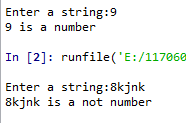 Enter a string:9
9 is a number
In [2]: runfile('E:/117060
Enter a string:8kjnk
8kjnk is a not number